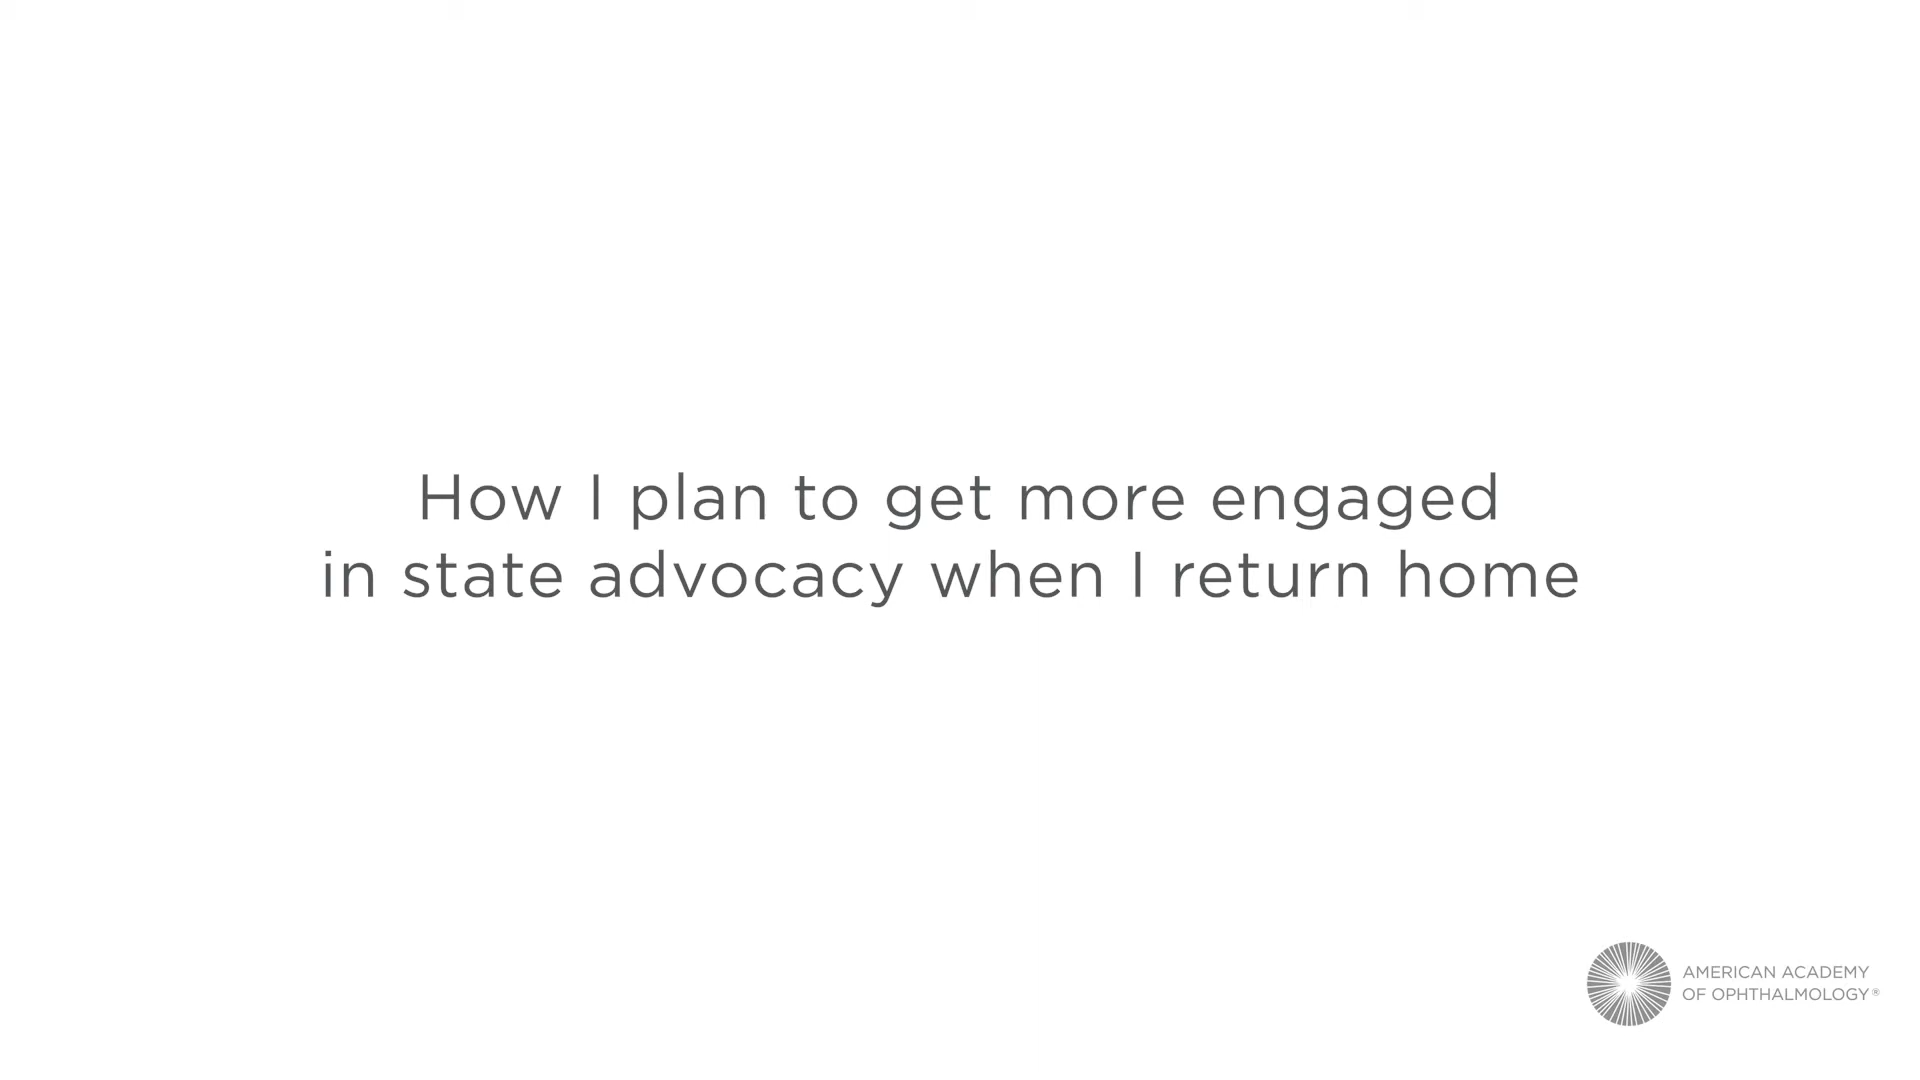 How I plan to get more engaged
in state advocacy when I return home
AMERICAN ACADEMY
OF OPHTHALMOLOGY®